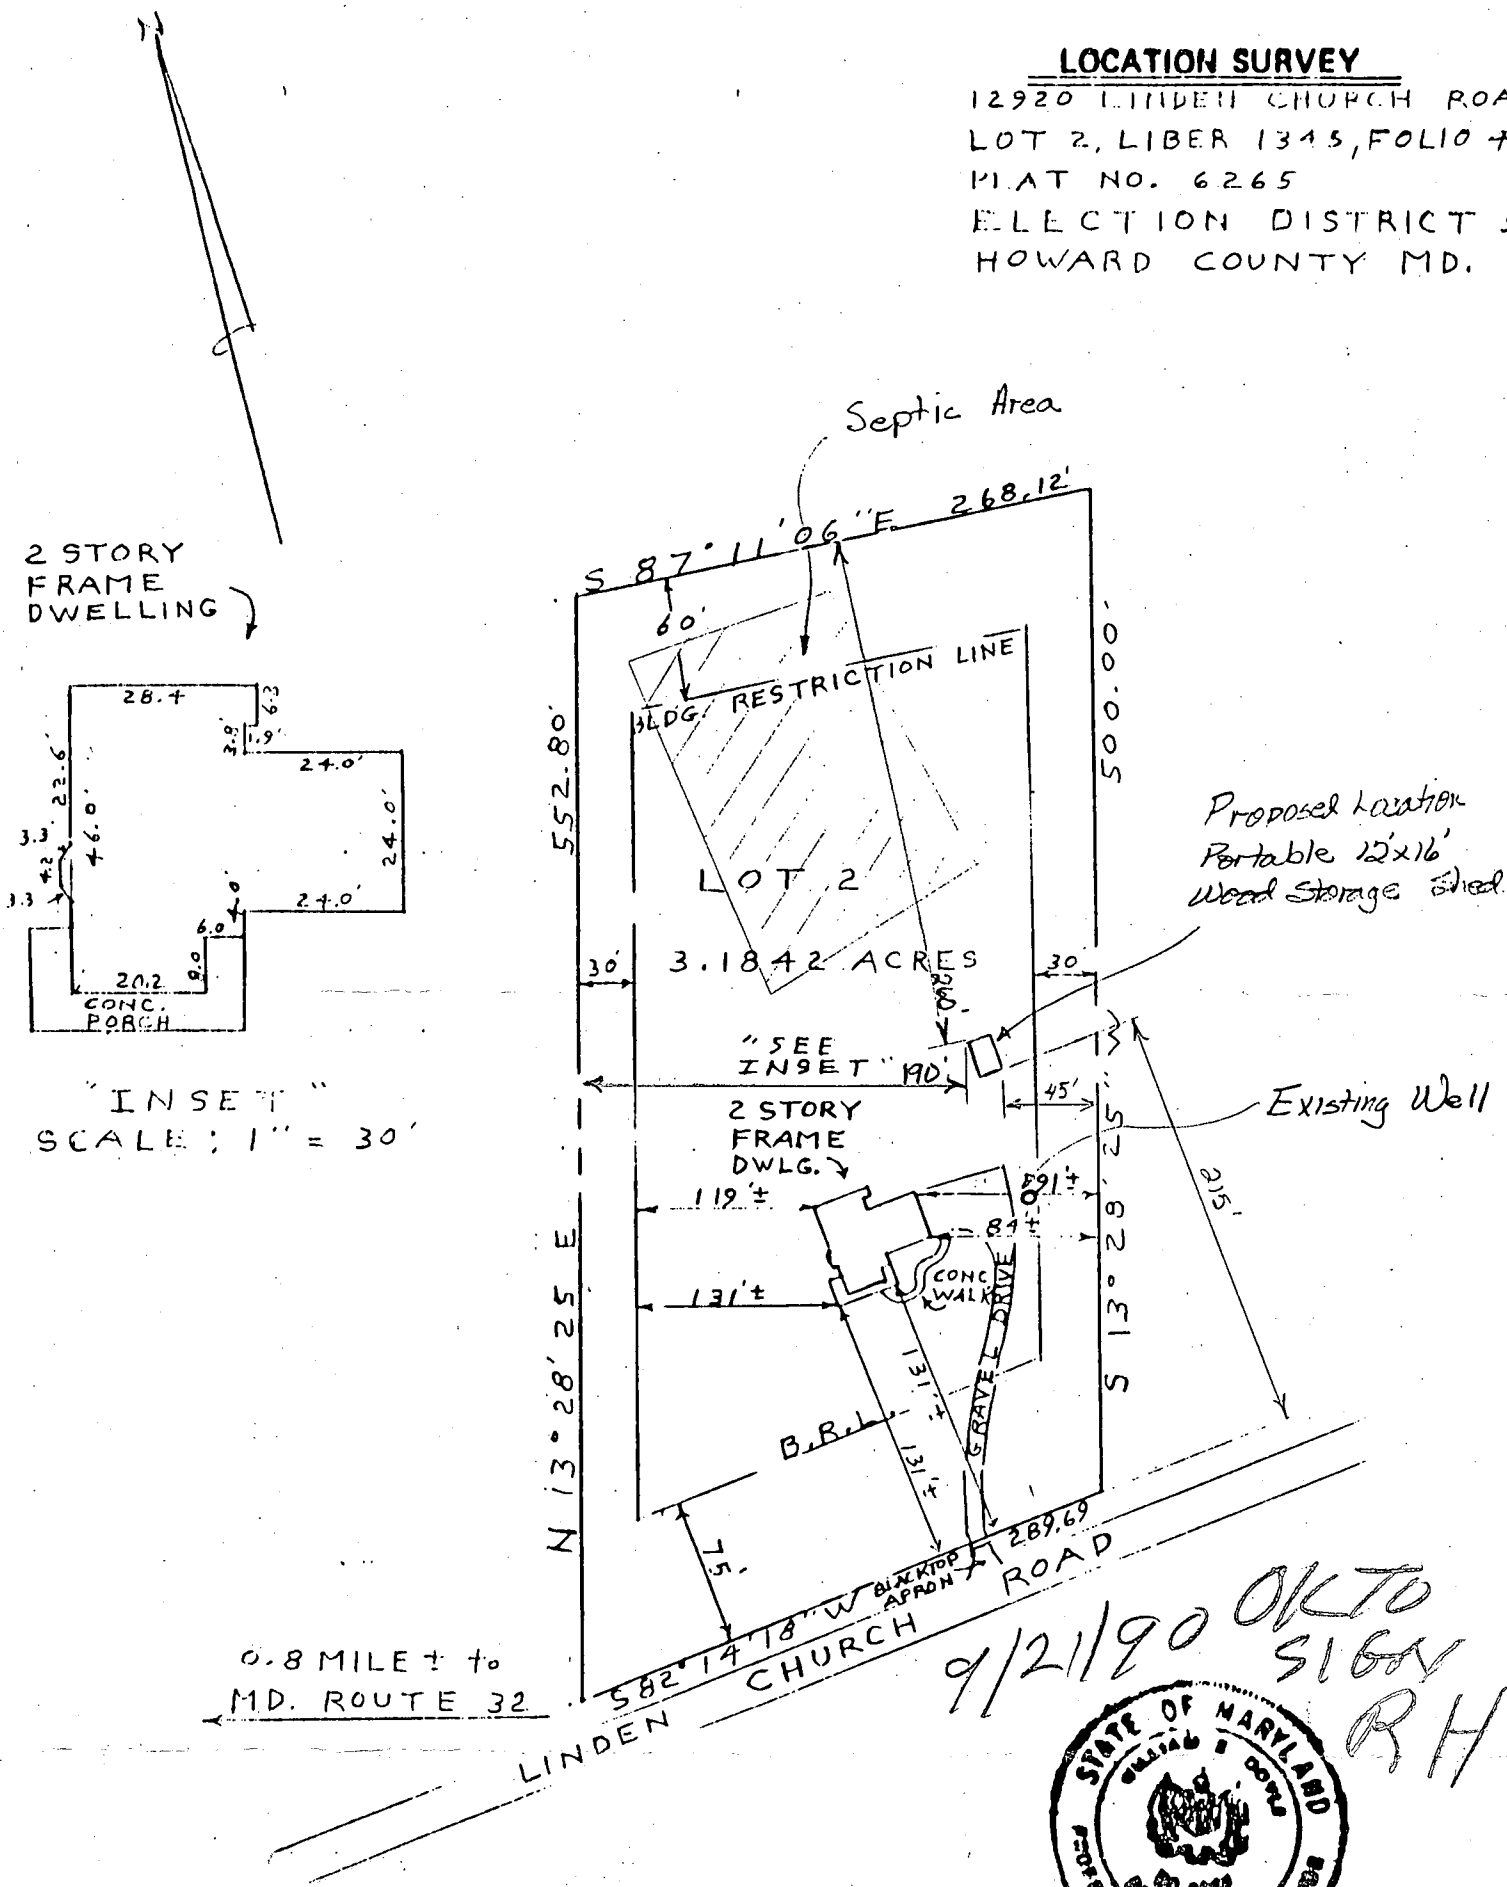 N
LOCATION SURVEY
12920 LINDEN CHURCH ROA
LOT 2, LIBER 1345, FOLIO
PLAT NO. 6265
ELECTION DISTRICT
HOWARD COUNTY MD.
Septic Area
S 87° 11' 06" E 268.12'
60'
BLDG. RESTRICTION LINE
552.80'
500.00'
2 STORY
FRAME
DWELLING
28.4
6.3
3.8'
1.9'
24.0'
22.6'
46.0'
24.0'
3.3'
4.2
3.3
4.0'
24.0'
6.0
8.0
20.2
CONC.
PORCH
"INSET"
SCALE: 1" = 30'
Proposed Location
Portable 12'x16'
Wood Storage Shed
LOT 2
3.1842 ACRES
30'
30'
"SEE
INSET"
190'
45'
Existing Well
2 STORY
FRAME
DWLG.
119'±
91'±
84'±
131'±
CONC
WALK
GRAVEL DRIVE
215'
N 13° 28' 25 E
S 13° 28' 25" W
131'±
131'±
B.R.L.
75'
S 82° 14' 18" W
BLACKTOP
APRON
289.69
LINDEN CHURCH ROAD
0.8 MILE ± to
MD. ROUTE 32
9/21/90 OK TO
SIGN
RH
STATE OF MARYLAND